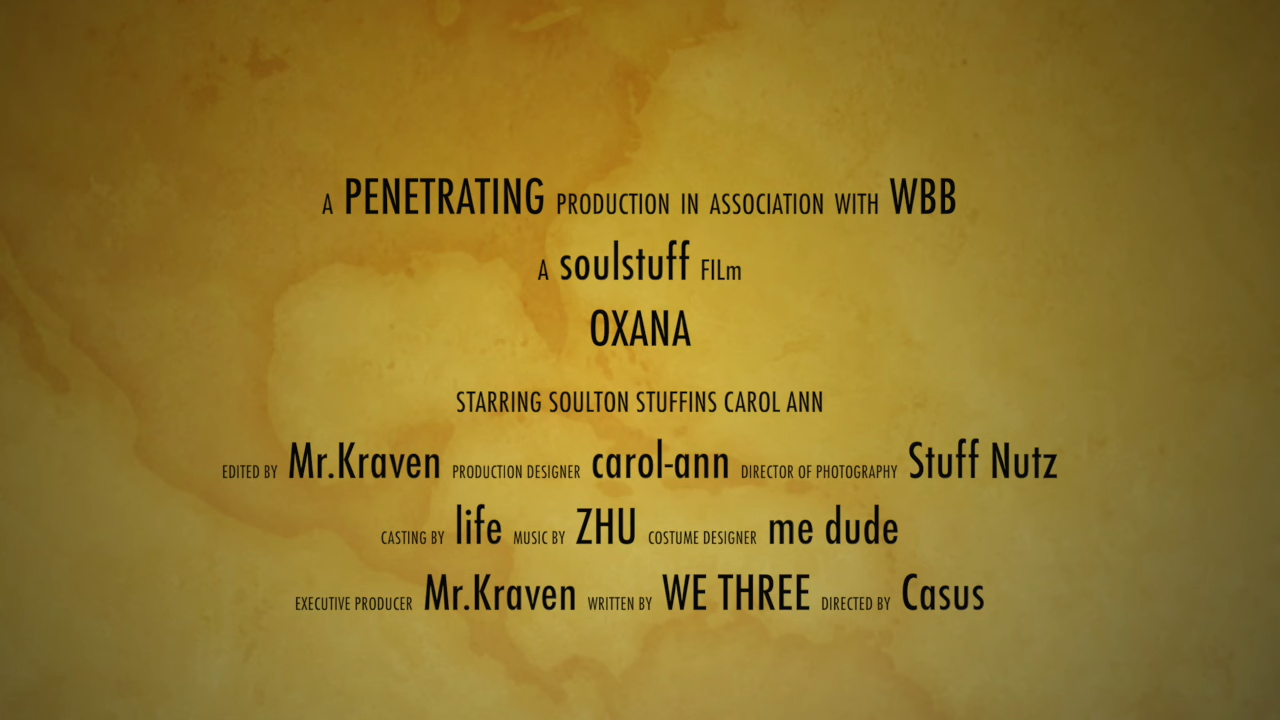 A PENETRATING PRODUCTION IN ASSOCIATION WITH WBB
A soulstuff FILm
OXANA
STARRING SOULTON STUFFINS CAROL ANN
EDITED BY Mr.Kraven PRODUCTION DESIGNER carol-ann DIRECTOR OF PHOTOGRAPHY Stuff Nutz
CASTING BY life MUSIC BY ZHU COSTUME DESIGNER me dude
EXECUTIVE PRODUCER Mr.Kraven WRITTEN BY WE THREE DIRECTED BY Casus